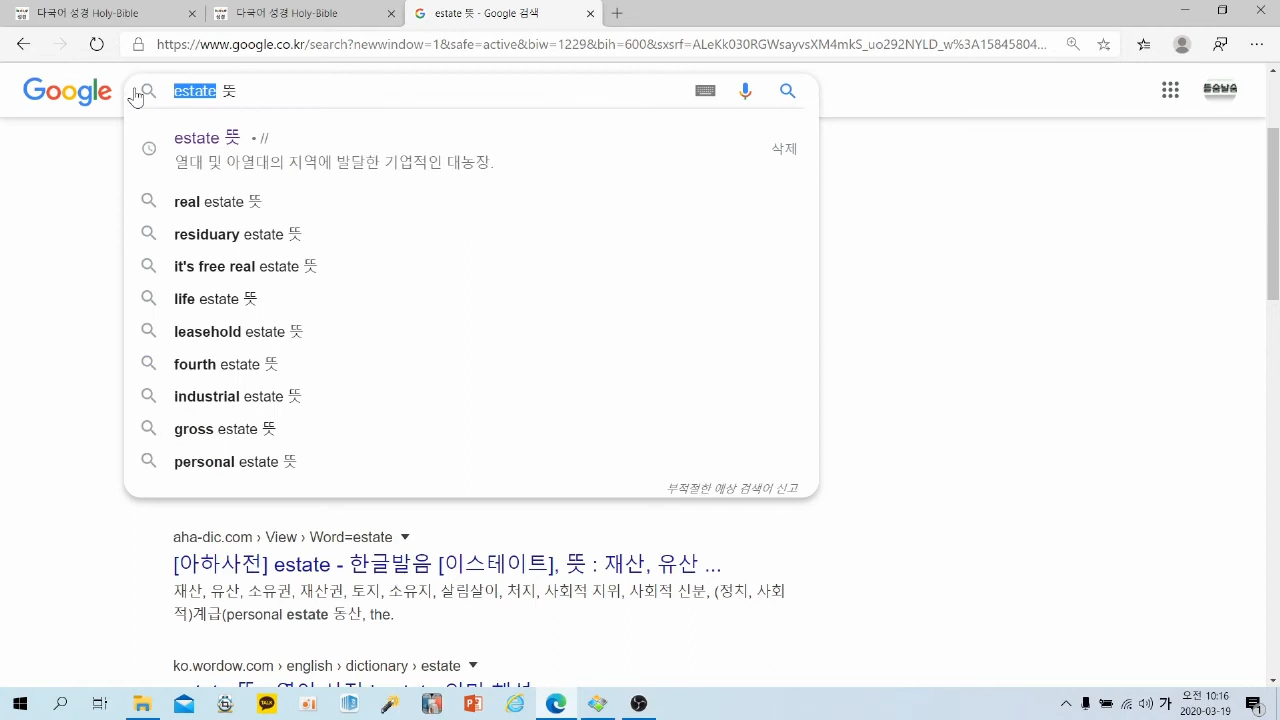 다국어 성경 Holy-Bible
다국어 성경 Holy-Bible
estate 뜻 - Google 검색
https://www.google.co.kr/search?newwindow=1&safe=active&biw=1229&bih=600&sxsrf=ALeKk030RGWsayvsXM4mkS_uo292NYLD_w%3A15845804...
Google
estate 뜻
estate 뜻 • //
열대 및 아열대의 지역에 발달한 기업적인 대농장.
삭제
real estate 뜻
residuary estate 뜻
it's free real estate 뜻
life estate 뜻
leasehold estate 뜻
fourth estate 뜻
industrial estate 뜻
gross estate 뜻
personal estate 뜻
부적절한 예상 검색어 신고
aha-dic.com › View › Word=estate
[아하사전] estate - 한글발음 [이스테이트], 뜻 : 재산, 유산 ...
재산, 유산, 소유권, 재산권, 토지, 소유지, 살림살이, 처지, 사회적 지위, 사회적 신분, (정치, 사회
적)계급(personal estate 동산, the.
ko.wordow.com › english › dictionary › estate
TALK
가
오전 10:16
2020-03-19
1